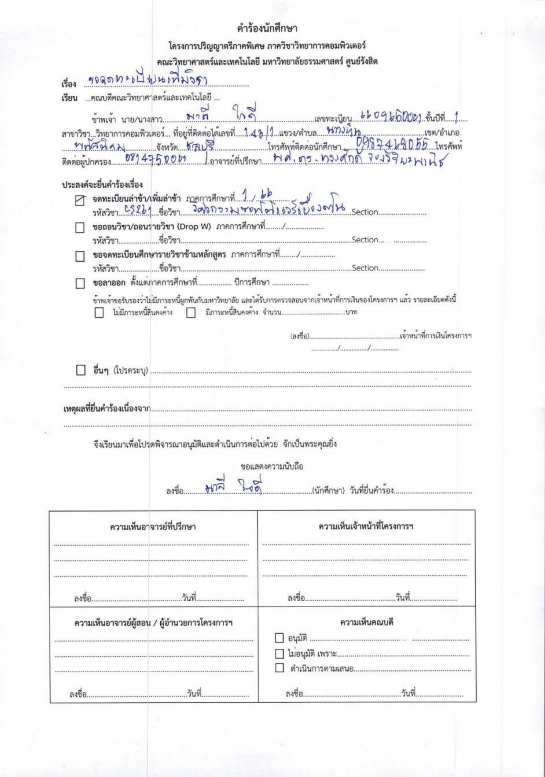 คำร้องนักศึกษา
โครงการปริญญาตรีภาคพิเศษ ภาควิชาวิทยาการคอมพิวเตอร์
คณะวิทยาศาสตร์และเทคโนโลยี มหาวิทยาลัยธรรมศาสตร์ ศูนย์รังสิต
เรื่อง ขอจดทะเบียนเพิ่มวิชา
เรียน ...คณบดีคณะวิทยาศาสตร์และเทคโนโลยี ...
ข้าพเจ้า นาย/นางสาว มานี ใจดี เลขทะเบียน ชั้นปีที่ 1
สาขาวิชา...วิทยาการคอมพิวเตอร์... ที่อยู่ที่ติดต่อได้เลขที่ แขวง/ตำบล เขต/อำเภอ
พนัสนิคม จังหวัด ชลบุรี โทรศัพท์ติดต่อนักศึกษา โทรศัพท์
ติดต่อผู้ปกครอง อาจารย์ที่ปรึกษา ผศ.ดร.ทรงศักดิ์ รองวิริยะพานิช
ประสงค์จะยื่นคำร้องเรื่อง
จดทะเบียนล่าช้า/เพิ่มล่าช้า ภาคการศึกษาที่ 1 / 66
รหัสวิชา ชื่อวิชา วิศวกรรมซอฟต์แวร์เบื้องต้น Section
ขอถอนวิชา/ถอนรายวิชา (Drop W) ภาคการศึกษาที่......../........
รหัสวิชา ชื่อวิชา Section
ขอจดทะเบียนศึกษารายวิชาข้ามหลักสูตร ภาคการศึกษาที่......../........
รหัสวิชา ชื่อวิชา Section
ขอลาออก ตั้งแต่ภาคการศึกษาที่ ปีการศึกษา
ข้าพเจ้าขอรับรองว่าไม่มีภาระหนี้ผูกพันกับมหาวิทยาลัย และได้รับการตรวจสอบจากเจ้าหน้าที่การเงินของโครงการฯ แล้ว รายละเอียดดังนี้
ไม่มีภาระหนี้สินคงค้าง มีภาระหนี้สินคงค้าง จำนวน บาท
(ลงชื่อ) เจ้าหน้าที่การเงินโครงการฯ
............/............/............
อื่นๆ (โปรดระบุ)
เหตุผลที่ยื่นคำร้องเนื่องจาก
จึงเรียนมาเพื่อโปรดพิจารณาอนุมัติและดำเนินการต่อไปด้วย จักเป็นพระคุณยิ่ง
ขอแสดงความนับถือ
ลงชื่อ มานี ใจดี (นักศึกษา) วันที่ยื่นคำร้อง
ความเห็นอาจารย์ที่ปรึกษา
ลงชื่อ วันที่
ความเห็นเจ้าหน้าที่โครงการฯ
ลงชื่อ วันที่
ความเห็นอาจารย์ผู้สอน / ผู้อำนวยการโครงการฯ
ลงชื่อ วันที่
ความเห็นคณบดี
อนุมัติ
ไม่อนุมัติ เพราะ
ดำเนินการตามเสนอ
ลงชื่อ วันที่